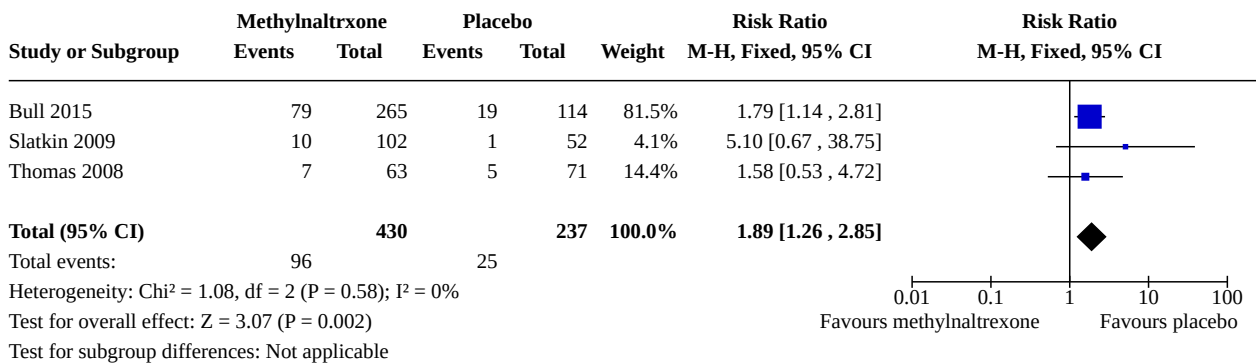 Methylnaltrxone Placebo Risk Ratio Risk Ratio
Study or Subgroup Events Total Events Total Weight M-H, Fixed, 95% CI M-H, Fixed, 95% CI
Bull 2015 79 265 19 114 81.5% 1.79 [1.14 , 2.81]
Slatkin 2009 10 102 1 52 4.1% 5.10 [0.67 , 38.75]
Thomas 2008 7 63 5 71 14.4% 1.58 [0.53 , 4.72]
Total (95% CI) 430 237 100.0% 1.89 [1.26 , 2.85]
Total events: 96 25
Heterogeneity: Chi² = 1.08, df = 2 (P = 0.58); I² = 0%
0.01 0.1 1 10 100
Test for overall effect: Z = 3.07 (P = 0.002) Favours methylnaltrexone Favours placebo
Test for subgroup differences: Not applicable